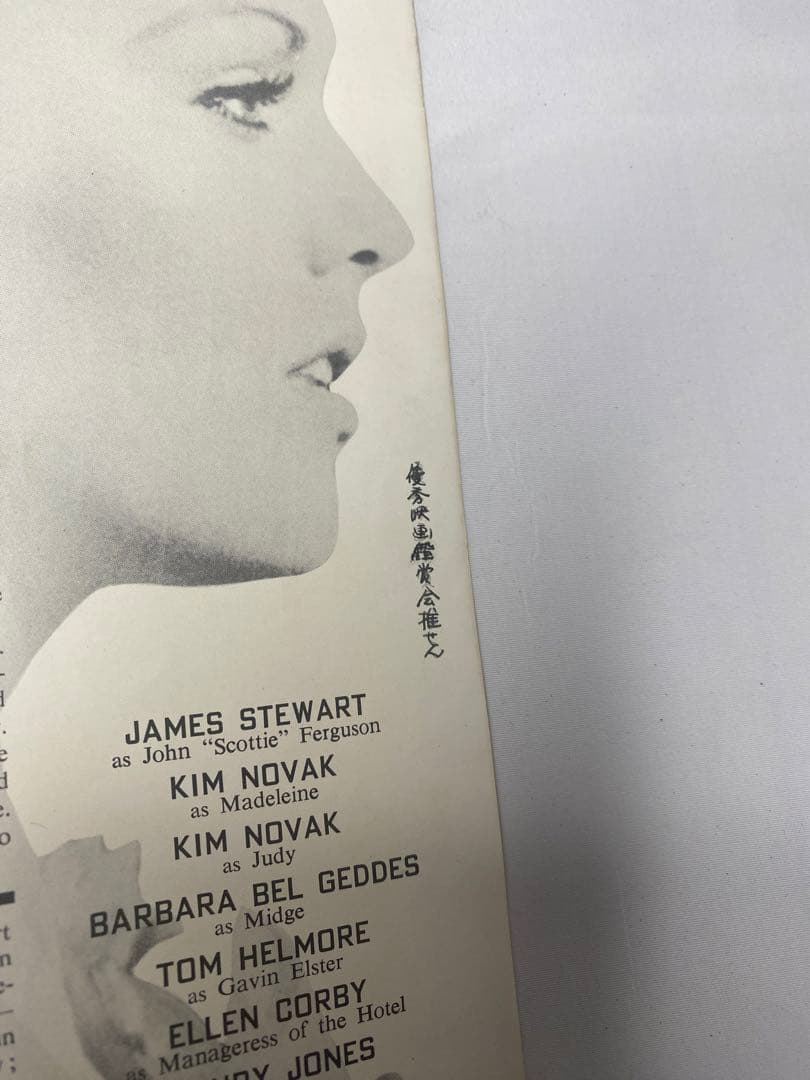 優秀映画鑑賞会推せん
JAMES STEWART
as John “Scottie” Ferguson
KIM NOVAK
as Madeleine
KIM NOVAK
as Judy
BARBARA BEL GEDDES
as Midge
TOM HELMORE
as Gavin Elster
ELLEN CORBY
as Manageress of the Hotel
JONES